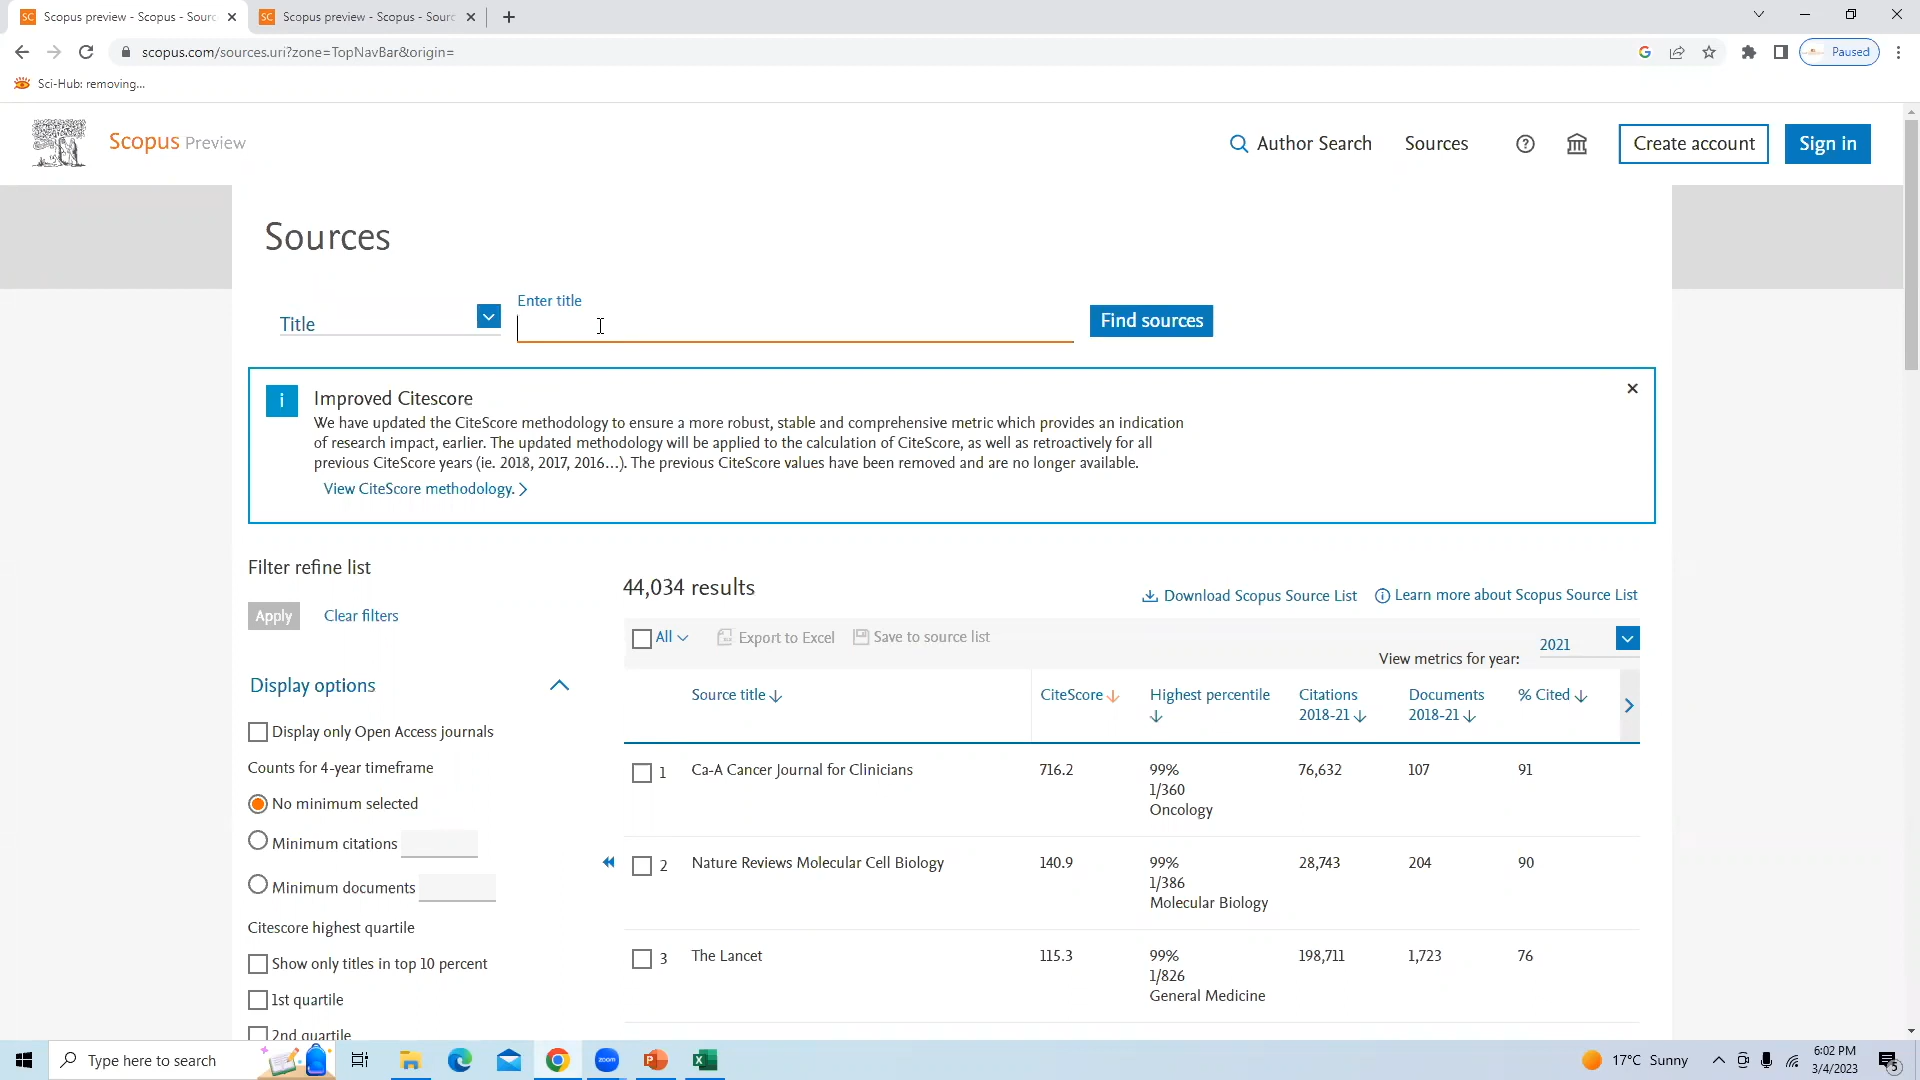 SC Scopus preview - Scopus - Sourc
SC Scopus preview - Scopus - Sourc
scopus.com/sources.uri?zone=TopNavBar&origin=
G
Paused
Sci-Hub: removing...
Scopus Preview
Author Search
Sources
Create account
Sign in
Sources
Enter title
Title
Find sources
i
Improved Citescore
We have updated the CiteScore methodology to ensure a more robust, stable and comprehensive metric which provides an indication
of research impact, earlier. The updated methodology will be applied to the calculation of CiteScore, as well as retroactively for all
previous CiteScore years (ie. 2018, 2017, 2016...). The previous CiteScore values have been removed and are no longer available.
View CiteScore methodology.
Filter refine list
Apply
Clear filters
Display options
Display only Open Access journals
Counts for 4-year timeframe
No minimum selected
Minimum citations
Minimum documents
Citescore highest quartile
Show only titles in top 10 percent
1st quartile
2nd quartile
44,034 results
Download Scopus Source List
Learn more about Scopus Source List
All
Export to Excel
Save to source list
View metrics for year:
2021
Source title
CiteScore
Highest percentile
Citations
2018-21
Documents
2018-21
% Cited
1 Ca-A Cancer Journal for Clinicians 716.2 99% 76,632 107 91
1/360
Oncology
2 Nature Reviews Molecular Cell Biology 140.9 99% 28,743 204 90
1/386
Molecular Biology
3 The Lancet 115.3 99% 198,711 1,723 76
1/826
General Medicine
Type here to search
zoom
17°C Sunny
6:02 PM
3/4/2023
5